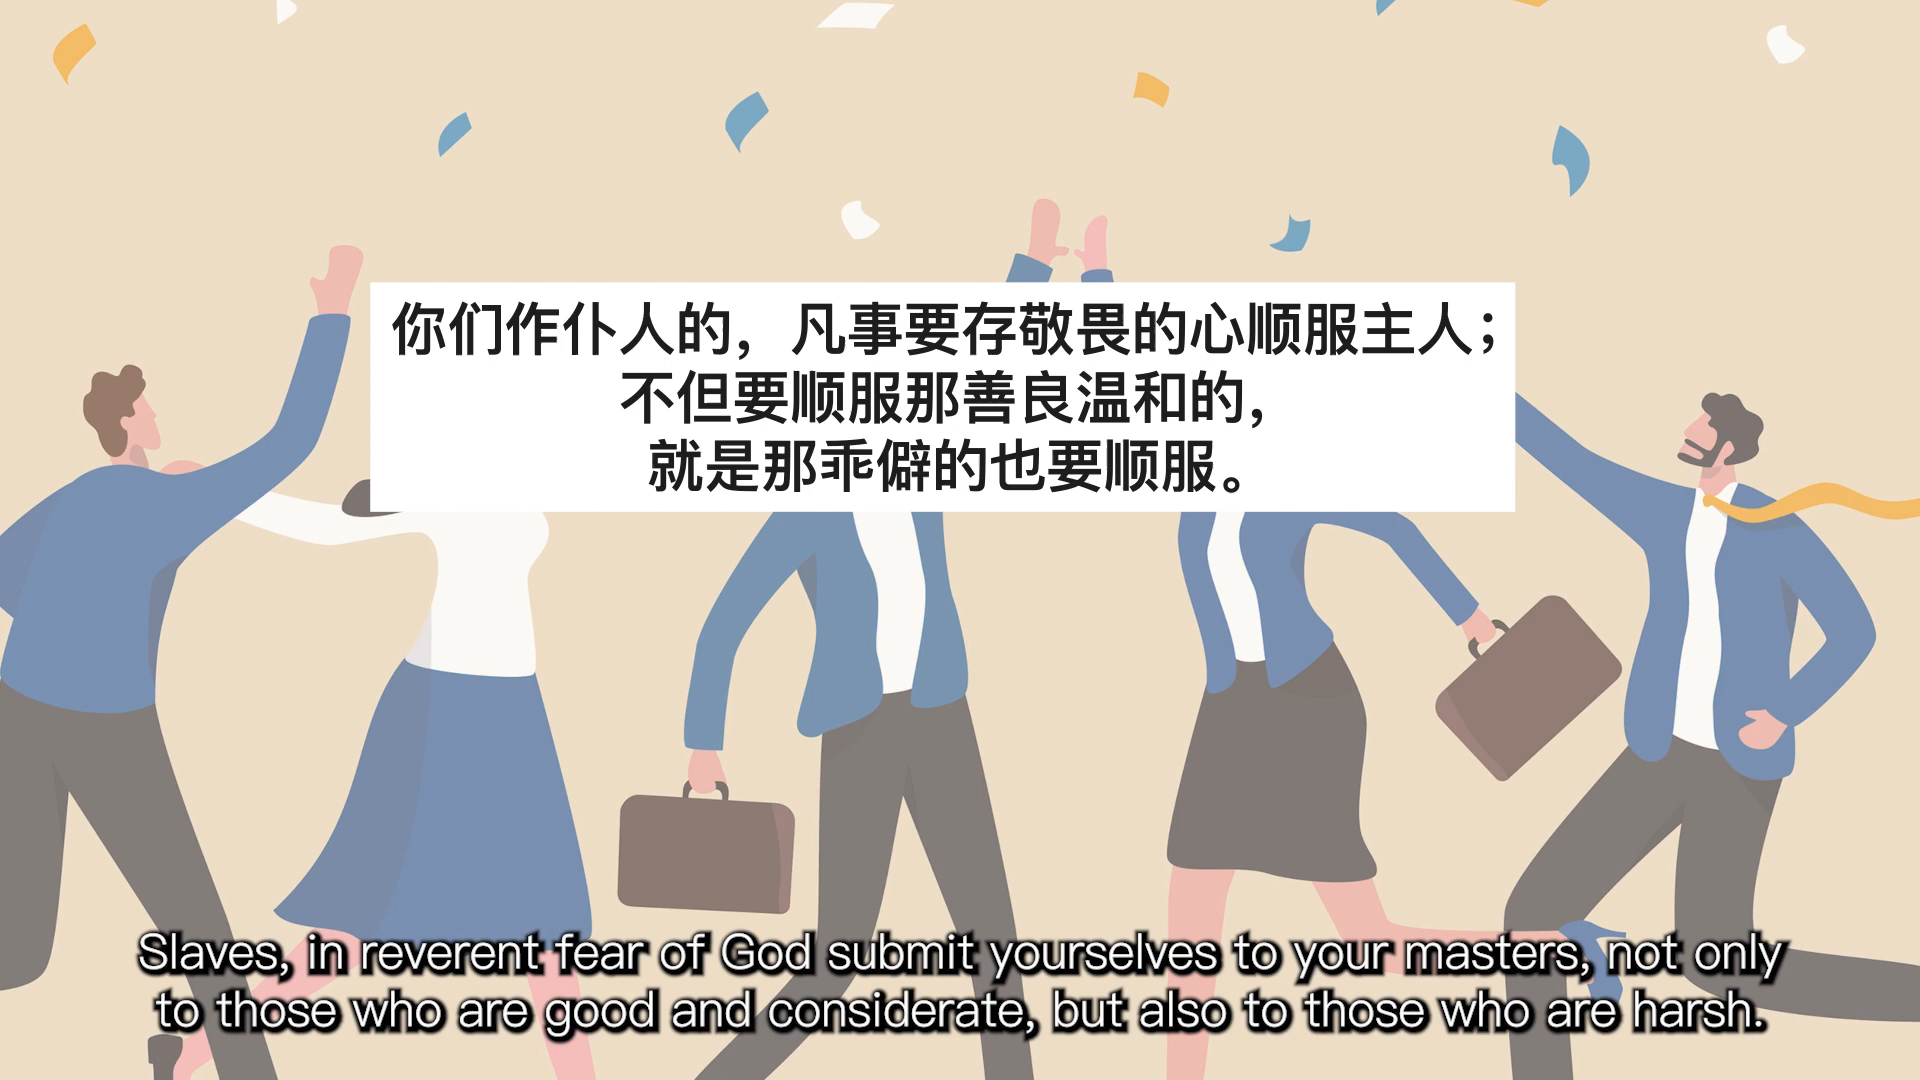 你们作仆人的，凡事要存敬畏的心顺服主人；
不但要顺服那善良温和的，
就是那乖僻的也要顺服。
Slaves, in reverent fear of God submit yourselves to your masters, not only
to those who are good and considerate, but also to those who are harsh.